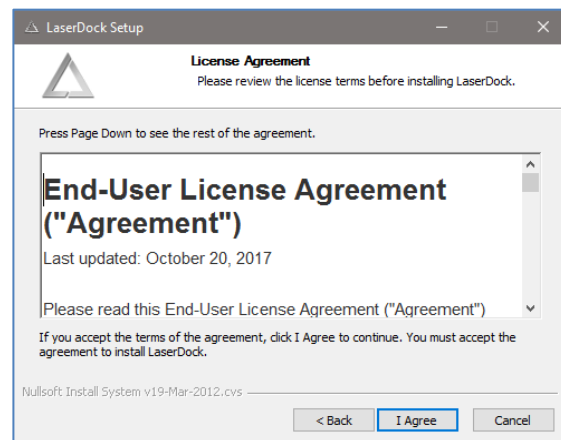 LaserDock Setup
License Agreement
Please review the license terms before installing LaserDock.
Press Page Down to see the rest of the agreement.
End-User License Agreement
("Agreement")
Last updated: October 20, 2017
Please read this End-User License Agreement ("Agreement")
If you accept the terms of the agreement, click I Agree to continue. You must accept the
agreement to install LaserDock.
Nullsoft Install System v19-Mar-2012.cvs
< Back I Agree Cancel